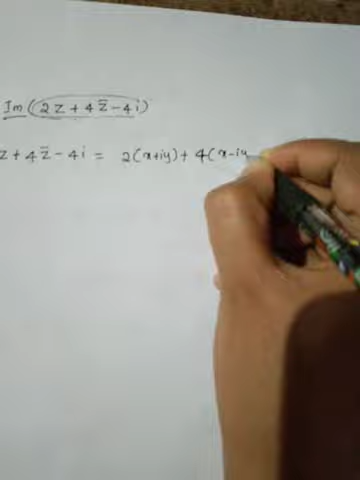 Im (2z + 4z̄ - 4i)
z + 4z̄ - 4i = 2(x+iy) + 4(x-iy